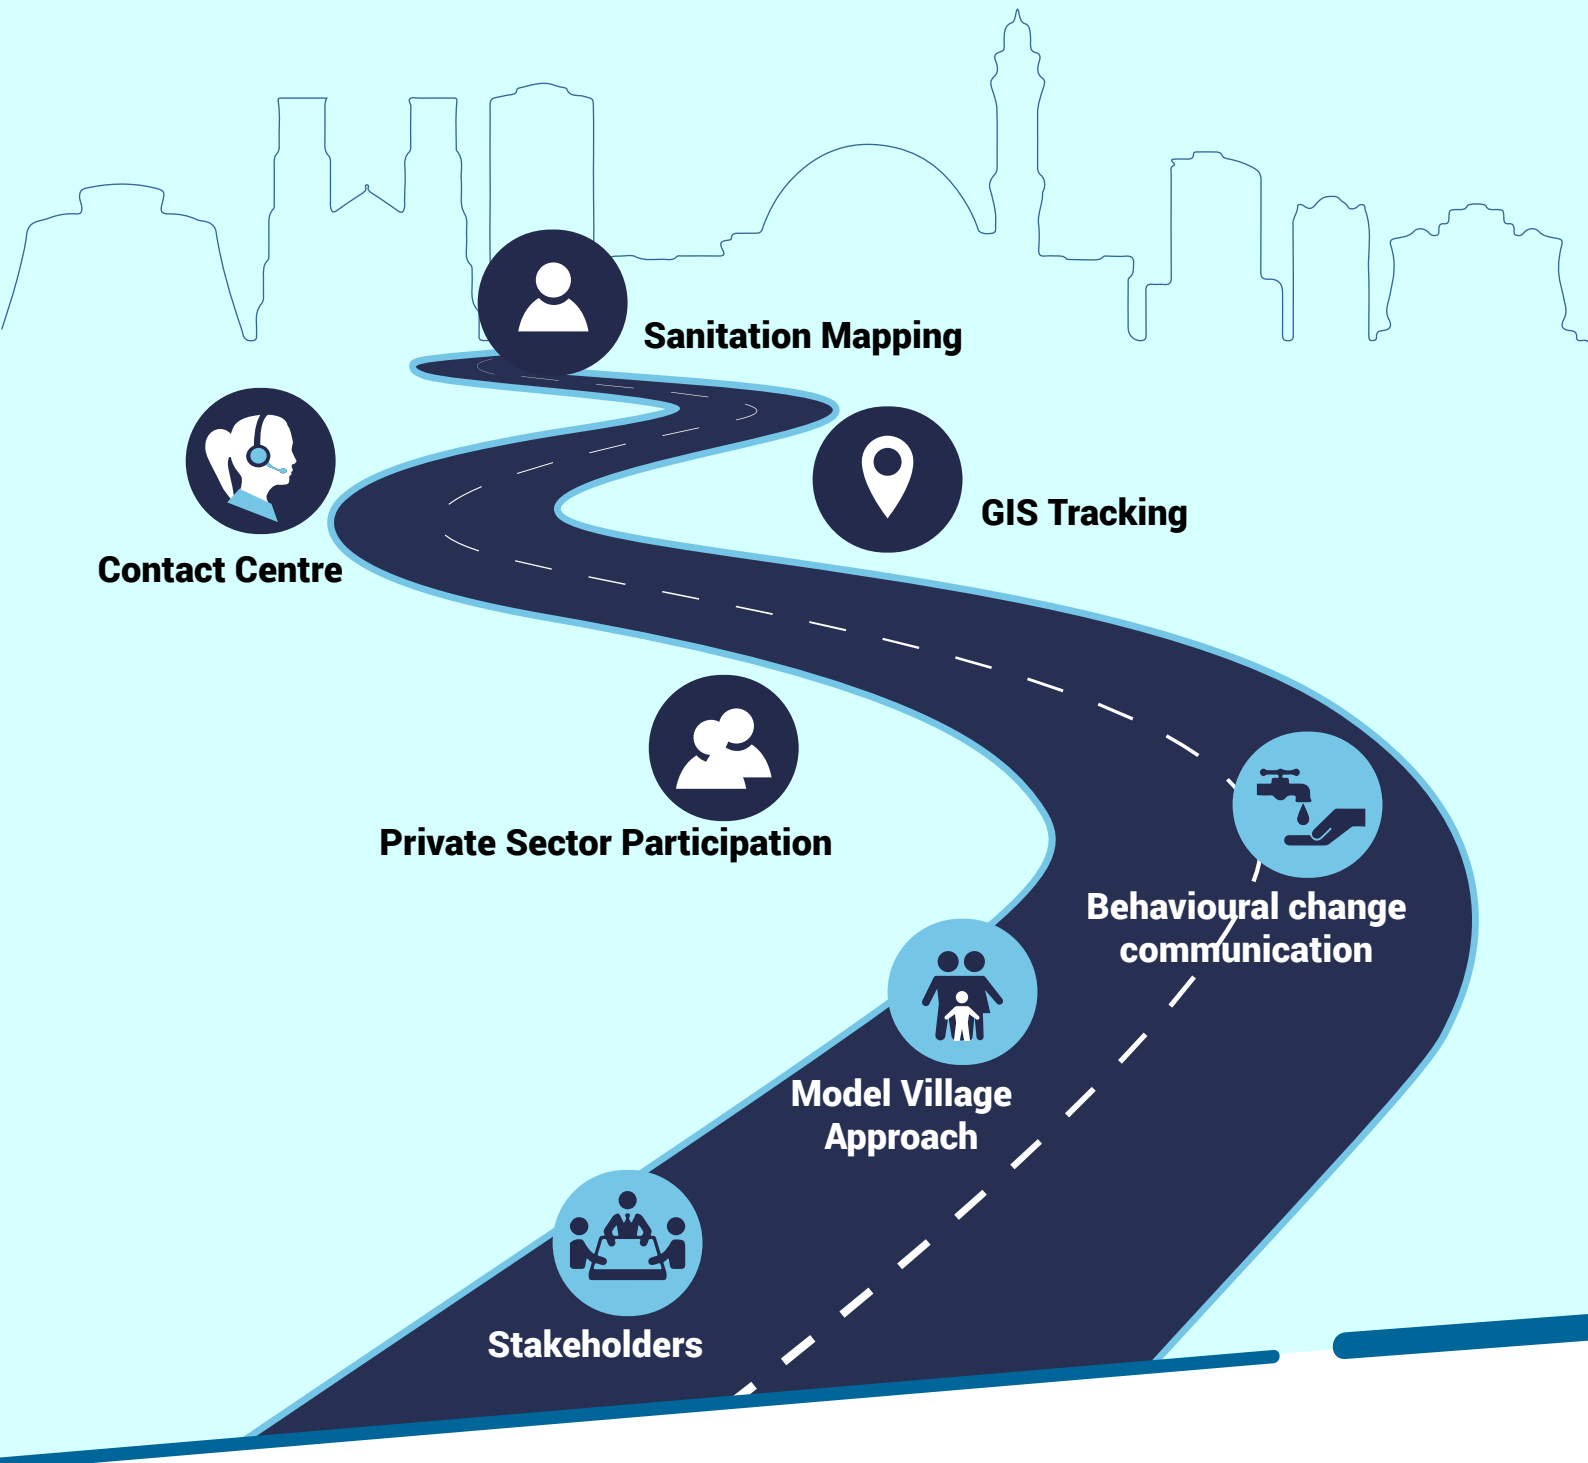 Sanitation Mapping
GIS Tracking
Contact Centre
Private Sector Participation
Behavioural change
communication
Model Village
Approach
Stakeholders